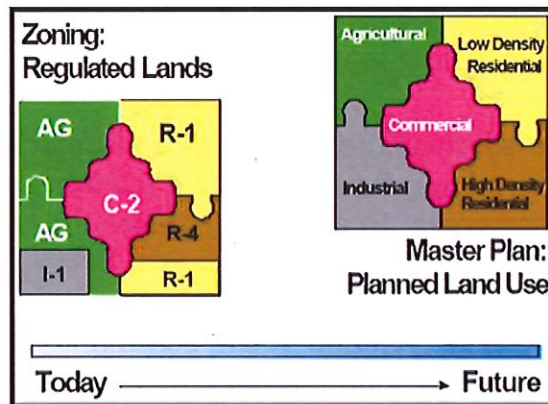 Zoning:
Regulated Lands
AG
R-1
C-2
AG
R-4
I-1
R-1
Agricultural
Low Density
Residential
Commercial
Industrial
High Density
Residential
Master Plan:
Planned Land Use
Today
Future